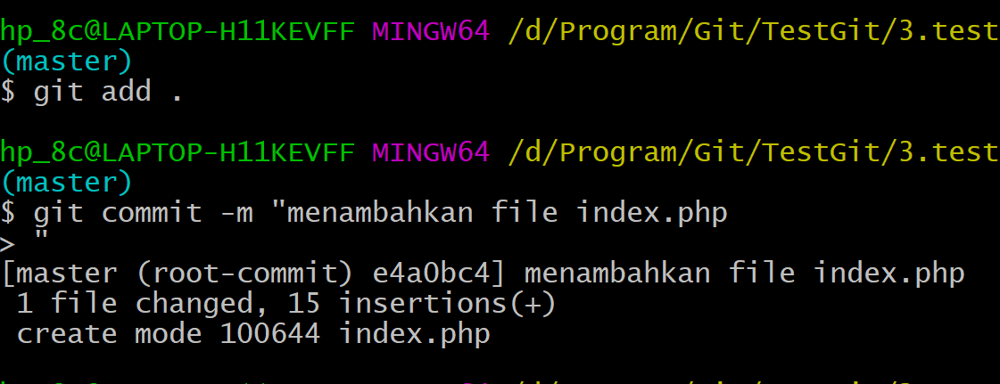 hp_8c@LAPTOP-H11KEVFF MINGW64 /d/Program/Git/TestGit/3.test
(master)
$ git add .
hp_8c@LAPTOP-H11KEVFF MINGW64 /d/Program/Git/TestGit/3.test
(master)
$ git commit -m "menambahkan file index.php
> "
[master (root-commit) e4a0bc4] menambahkan file index.php
 1 file changed, 15 insertions(+)
 create mode 100644 index.php